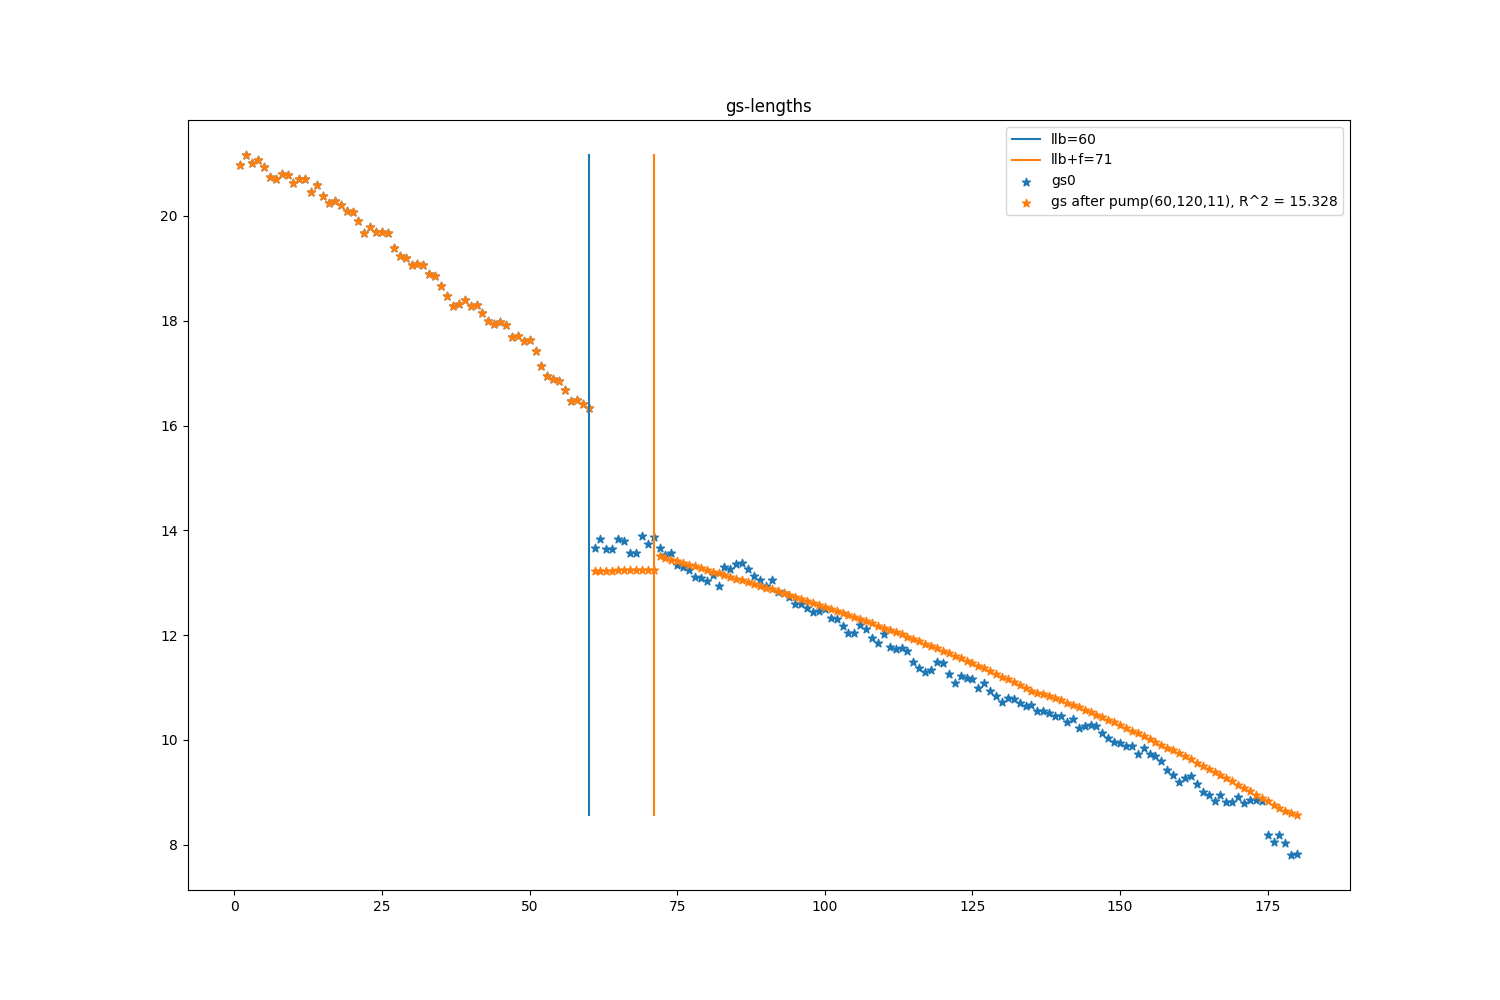 gs-lengths
llb=60
llb+f=71
gs0
gs after pump(60,120,11), R^2 = 15.328
20
18
16
14
12
10
8
0 25 50 75 100 125 150 175